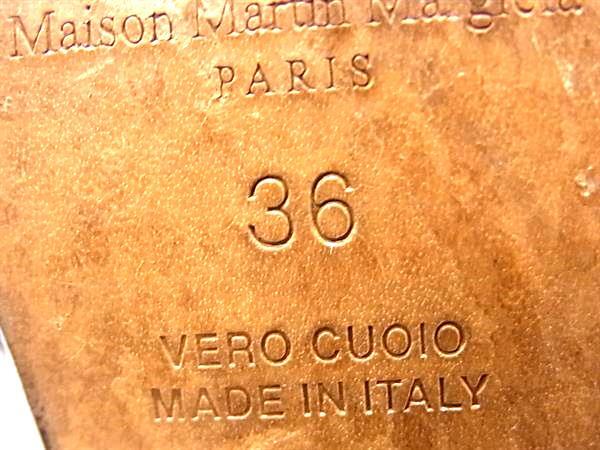 Maison Martin Margiela
PARIS
36
VERO CUOIO
MADE IN ITALY